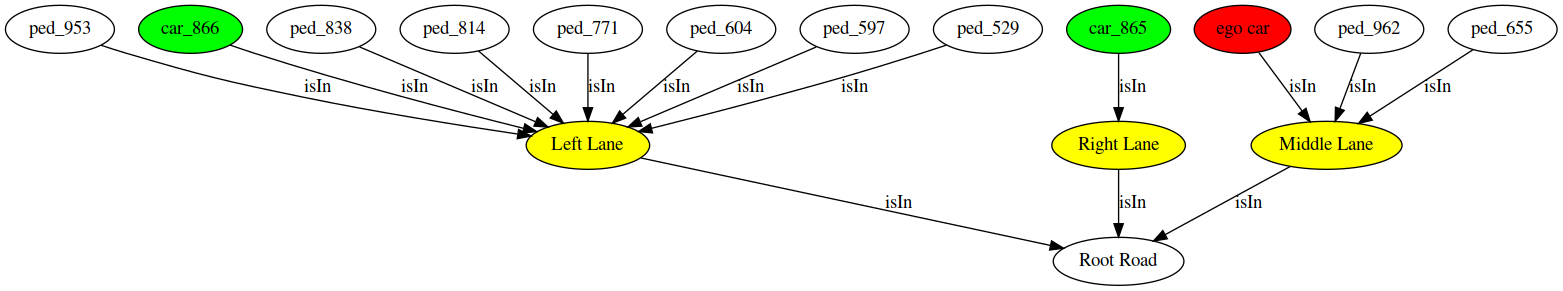 ped_953 car_866 ped_838 ped_814 ped_771 ped_604 ped_597 ped_529 car_865 ego car ped_962 ped_655
isIn isIn isIn isIn isIn isIn isIn isIn isIn isIn isIn isIn
Left Lane Right Lane Middle Lane
isIn isIn isIn
Root Road